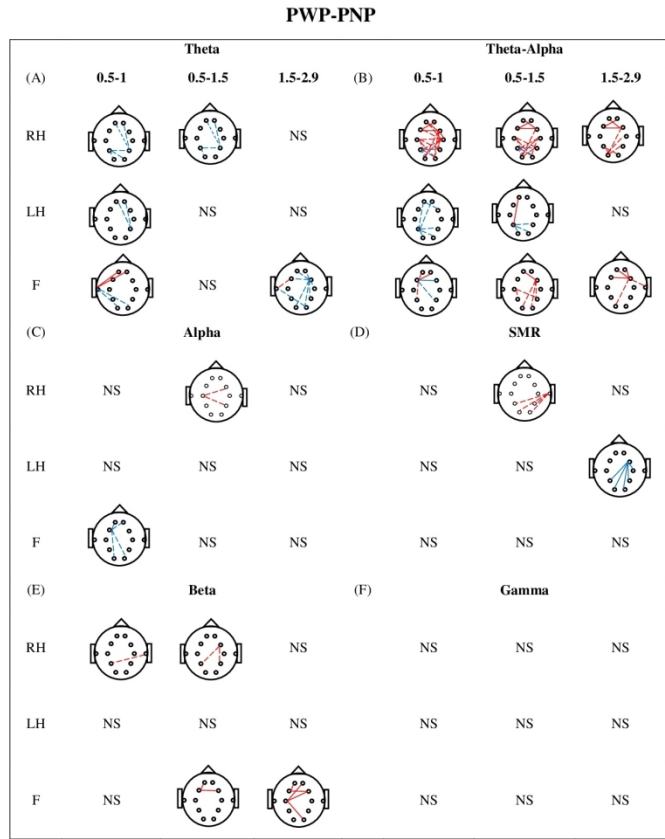 PWP-PNP
Theta Theta-Alpha
(A) 0.5-1 0.5-1.5 1.5-2.9 (B) 0.5-1 0.5-1.5 1.5-2.9
RH NS
LH NS NS NS
F NS
(C) Alpha (D) SMR
RH NS NS NS NS
LH NS NS NS NS NS
F NS NS NS NS NS
(E) Beta (F) Gamma
RH NS NS NS NS
LH NS NS NS NS NS NS
F NS NS NS NS